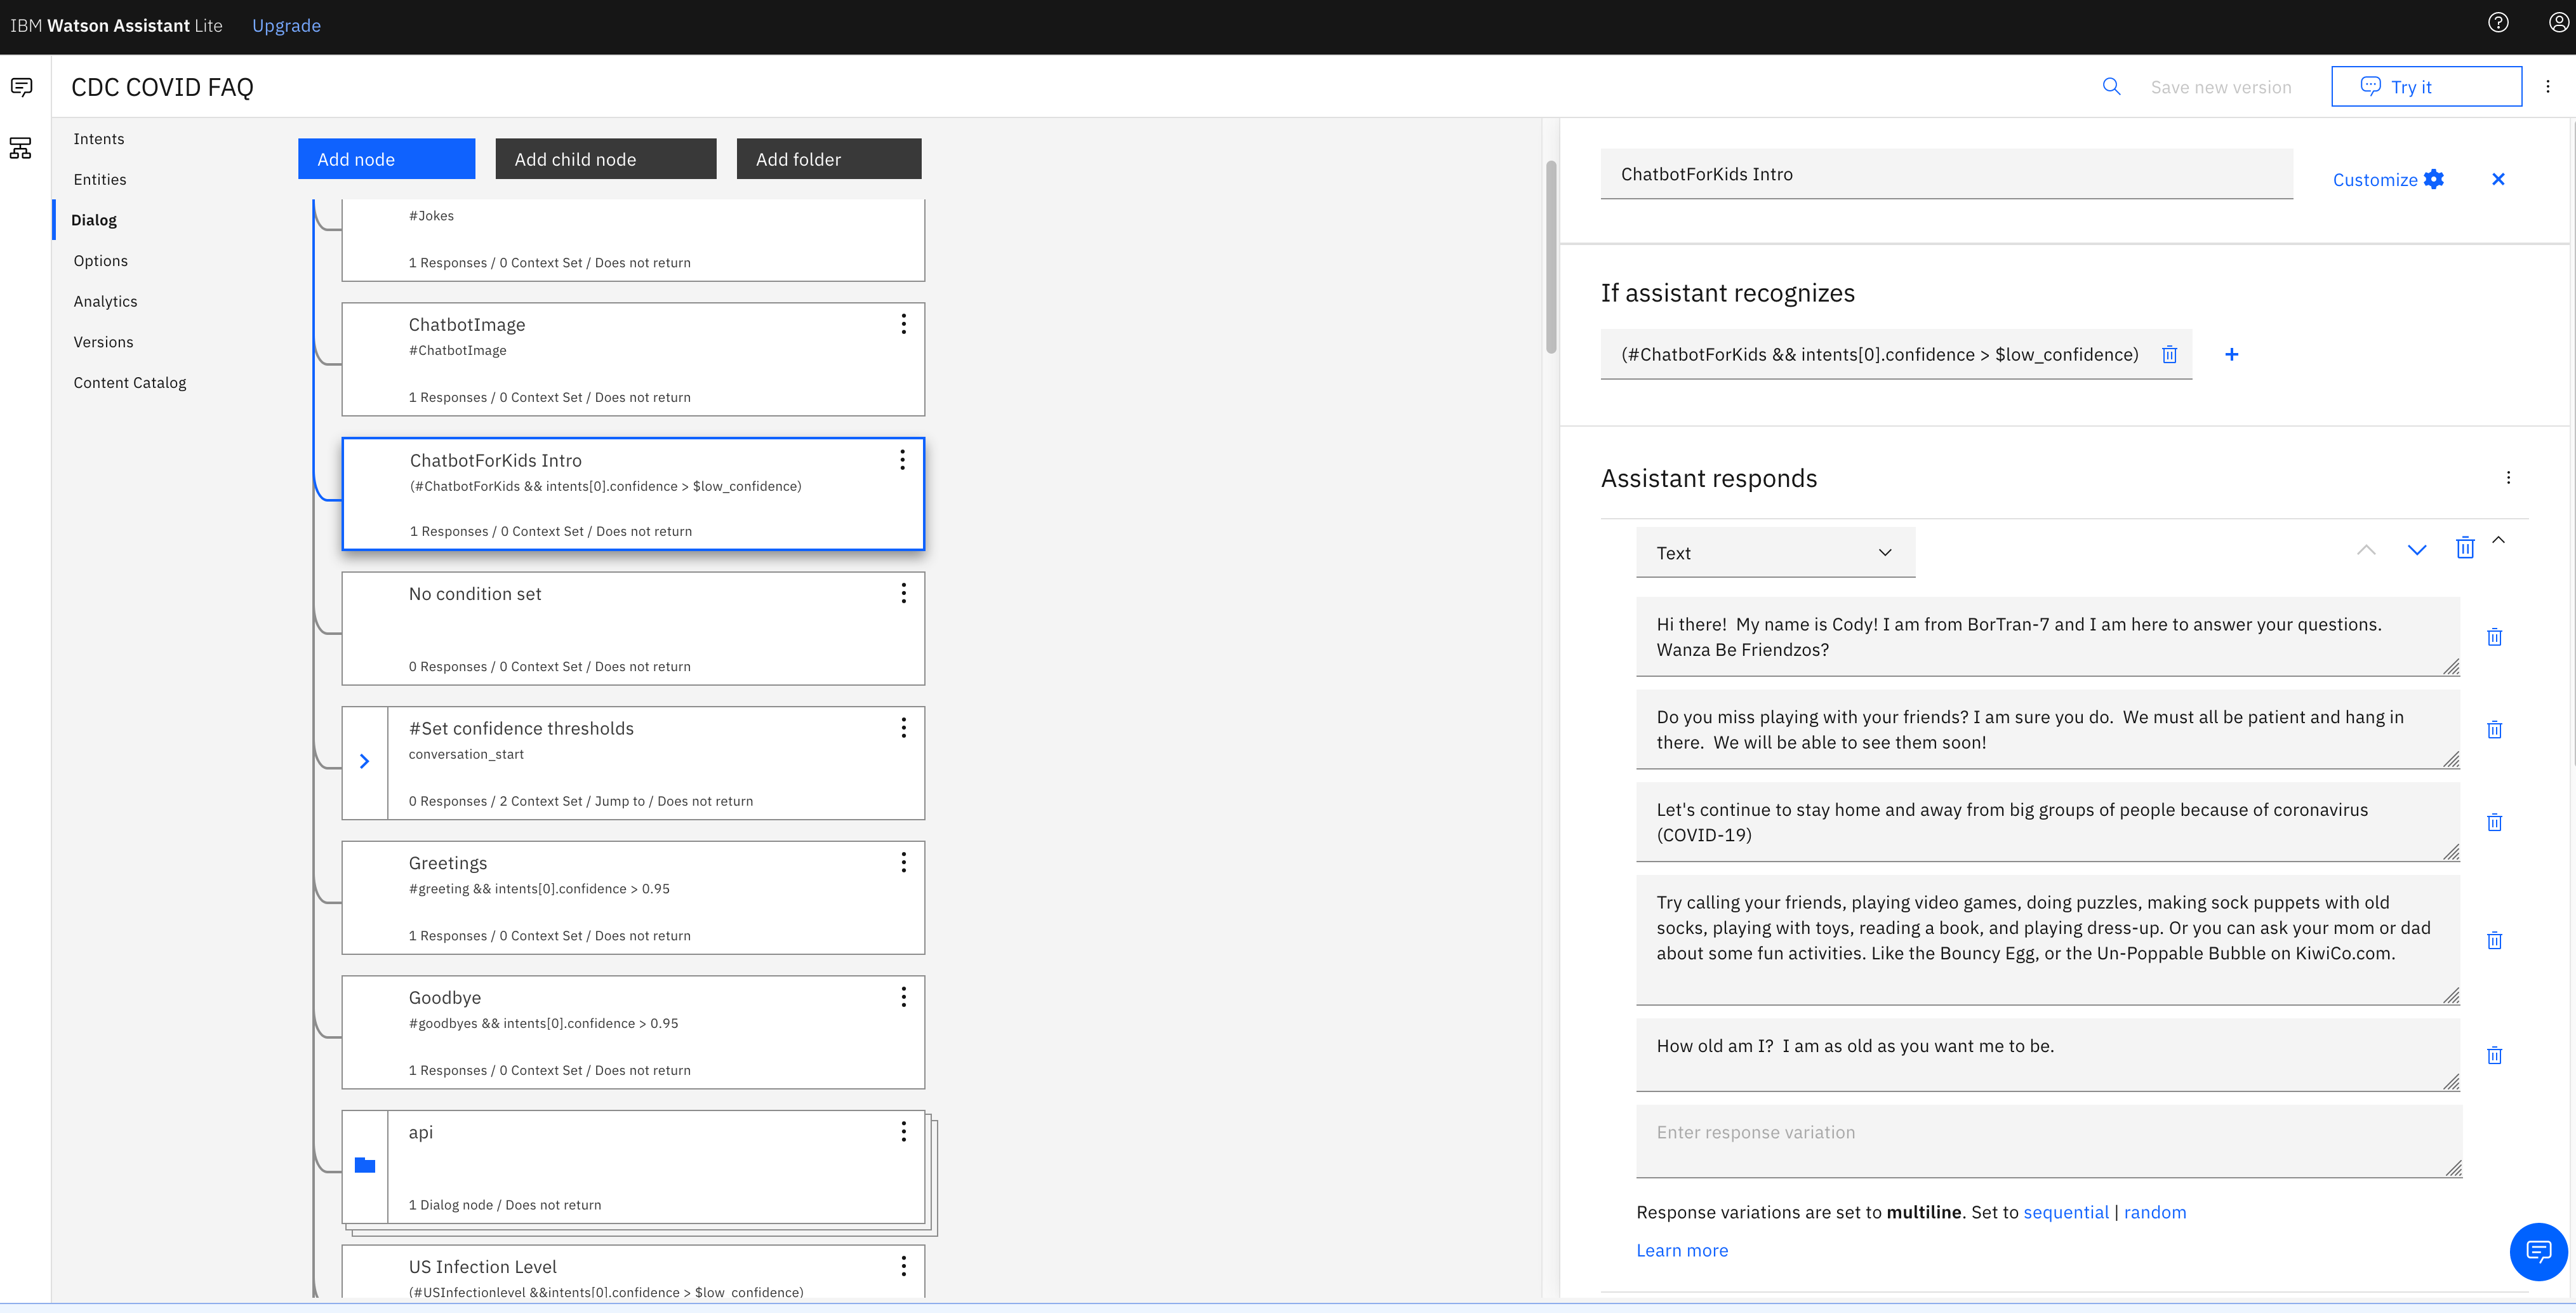 IBM Watson Assistant Lite Upgrade
CDC COVID FAQ
Save new version
Try it
Intents
Entities
Dialog
Options
Analytics
Versions
Content Catalog
Add node
Add child node
Add folder
#Jokes
1 Responses / 0 Context Set / Does not return
ChatbotImage
#ChatbotImage
1 Responses / 0 Context Set / Does not return
ChatbotForKids Intro
(#ChatbotForKids && intents[0].confidence > $low_confidence)
1 Responses / 0 Context Set / Does not return
No condition set
0 Responses / 0 Context Set / Does not return
#Set confidence thresholds
conversation_start
0 Responses / 2 Context Set / Jump to / Does not return
Greetings
#greeting && intents[0].confidence > 0.95
1 Responses / 0 Context Set / Does not return
Goodbye
#goodbyes && intents[0].confidence > 0.95
1 Responses / 0 Context Set / Does not return
api
1 Dialog node / Does not return
US Infection Level
(#USInfectionlevel &&intents[0].confidence > $low_confidence)
ChatbotForKids Intro
Customize
If assistant recognizes
(#ChatbotForKids && intents[0].confidence > $low_confidence)
Assistant responds
Text
Hi there!  My name is Cody! I am from BorTran-7 and I am here to answer your questions.
Wanza Be Friendzos?
Do you miss playing with your friends? I am sure you do.  We must all be patient and hang in
there.  We will be able to see them soon!
Let's continue to stay home and away from big groups of people because of coronavirus
(COVID-19)
Try calling your friends, playing video games, doing puzzles, making sock puppets with old
socks, playing with toys, reading a book, and playing dress-up. Or you can ask your mom or dad
about some fun activities. Like the Bouncy Egg, or the Un-Poppable Bubble on KiwiCo.com.
How old am I?  I am as old as you want me to be.
Enter response variation
Response variations are set to multiline. Set to sequential | random
Learn more